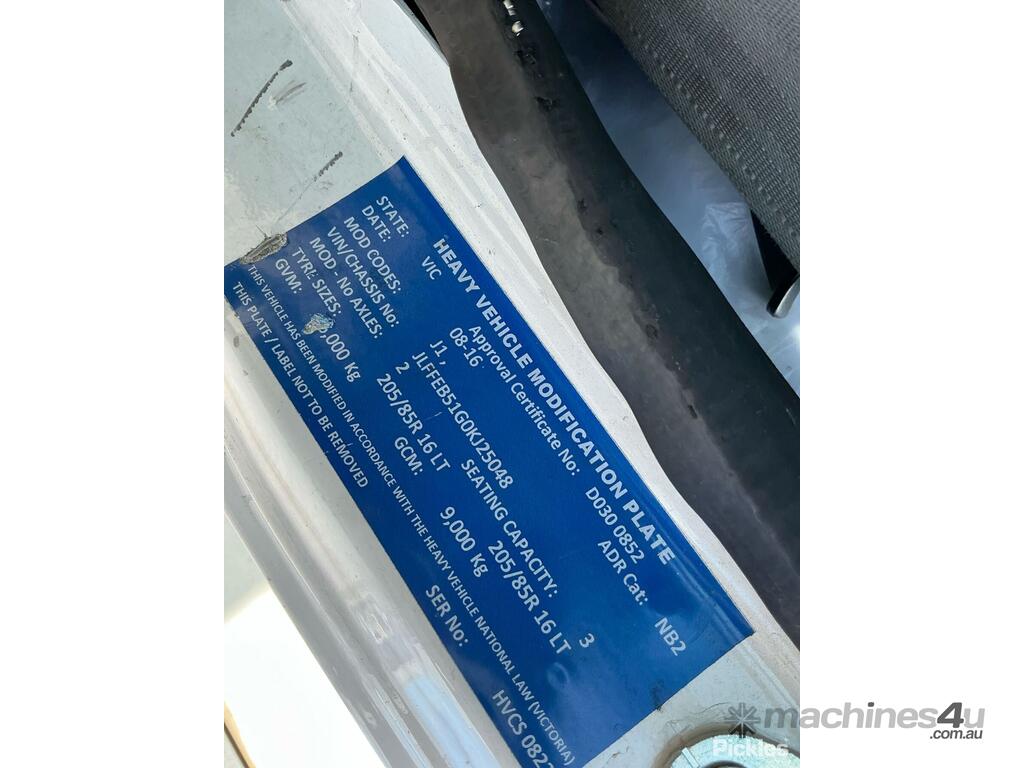 HEAVY VEHICLE MODIFICATION PLATE
STATE: VIC Approval Certificate No: D030 0852
DATE: 08-16 ADR Cat: NB2
MOD CODES: J1 ,
VIN/CHASSIS No: JLFFEB51G0KJ25048
MOD - No AXLES: 2 SEATING CAPACITY: 3
TYRE SIZES: 205/85R 16 LT 205/85R 16 LT
GVM: ,000 Kg GCM: 9,000 Kg SER No: HVCS
THIS VEHICLE HAS BEEN MODIFIED IN ACCORDANCE WITH THE HEAVY VEHICLE NATIONAL LAW (VICTORIA)
THIS PLATE / LABEL NOT TO BE REMOVED
machines4u
.com.au
Pickles